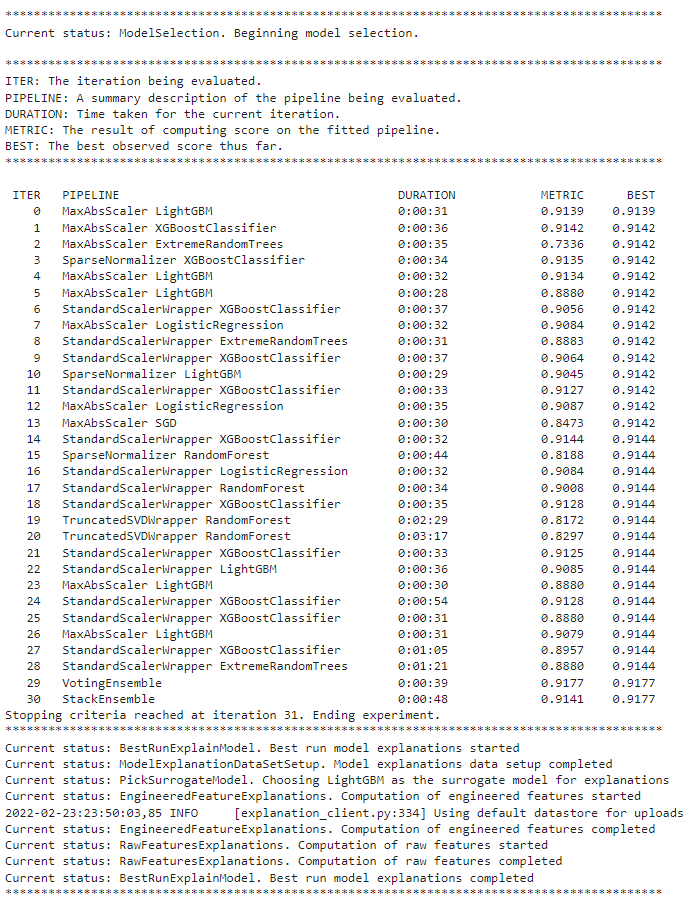 ********************************************************************************************
Current status: ModelSelection. Beginning model selection.
********************************************************************************************
ITER: The iteration being evaluated.
PIPELINE: A summary description of the pipeline being evaluated.
DURATION: Time taken for the current iteration.
METRIC: The result of computing score on the fitted pipeline.
BEST: The best observed score thus far.
********************************************************************************************
ITER PIPELINE DURATION METRIC BEST
0 MaxAbsScaler LightGBM 0:00:31 0.9139 0.9139
1 MaxAbsScaler XGBoostClassifier 0:00:36 0.9142 0.9142
2 MaxAbsScaler ExtremeRandomTrees 0:00:35 0.7336 0.9142
3 SparseNormalizer XGBoostClassifier 0:00:34 0.9135 0.9142
4 MaxAbsScaler LightGBM 0:00:32 0.9134 0.9142
5 MaxAbsScaler LightGBM 0:00:28 0.8880 0.9142
6 StandardScalerWrapper XGBoostClassifier 0:00:37 0.9056 0.9142
7 MaxAbsScaler LogisticRegression 0:00:32 0.9084 0.9142
8 StandardScalerWrapper ExtremeRandomTrees 0:00:31 0.8883 0.9142
9 StandardScalerWrapper XGBoostClassifier 0:00:37 0.9064 0.9142
10 SparseNormalizer LightGBM 0:00:29 0.9045 0.9142
11 StandardScalerWrapper XGBoostClassifier 0:00:33 0.9127 0.9142
12 MaxAbsScaler LogisticRegression 0:00:35 0.9087 0.9142
13 MaxAbsScaler SGD 0:00:30 0.8473 0.9142
14 StandardScalerWrapper XGBoostClassifier 0:00:32 0.9144 0.9144
15 SparseNormalizer RandomForest 0:00:44 0.8188 0.9144
16 StandardScalerWrapper LogisticRegression 0:00:32 0.9084 0.9144
17 StandardScalerWrapper RandomForest 0:00:34 0.9008 0.9144
18 StandardScalerWrapper XGBoostClassifier 0:00:35 0.9128 0.9144
19 TruncatedSVDWrapper RandomForest 0:02:29 0.8172 0.9144
20 TruncatedSVDWrapper RandomForest 0:03:17 0.8297 0.9144
21 StandardScalerWrapper XGBoostClassifier 0:00:33 0.9125 0.9144
22 StandardScalerWrapper LightGBM 0:00:36 0.9085 0.9144
23 MaxAbsScaler LightGBM 0:00:30 0.8880 0.9144
24 StandardScalerWrapper XGBoostClassifier 0:00:54 0.9128 0.9144
25 StandardScalerWrapper XGBoostClassifier 0:00:31 0.8880 0.9144
26 MaxAbsScaler LightGBM 0:00:31 0.9079 0.9144
27 StandardScalerWrapper XGBoostClassifier 0:01:05 0.8957 0.9144
28 StandardScalerWrapper ExtremeRandomTrees 0:01:21 0.8880 0.9144
29 VotingEnsemble 0:00:39 0.9177 0.9177
30 StackEnsemble 0:00:48 0.9141 0.9177
Stopping criteria reached at iteration 31. Ending experiment.
********************************************************************************************
Current status: BestRunExplainModel. Best run model explanations started
Current status: ModelExplanationDataSetSetup. Model explanations data setup completed
Current status: PickSurrogateModel. Choosing LightGBM as the surrogate model for explanations
Current status: EngineeredFeatureExplanations. Computation of engineered features started
2022-02-23:23:50:03,85 INFO [explanation_client.py:334] Using default datastore for uploads
Current status: EngineeredFeatureExplanations. Computation of engineered features completed
Current status: RawFeaturesExplanations. Computation of raw features started
Current status: RawFeaturesExplanations. Computation of raw features completed
Current status: BestRunExplainModel. Best run model explanations completed
********************************************************************************************